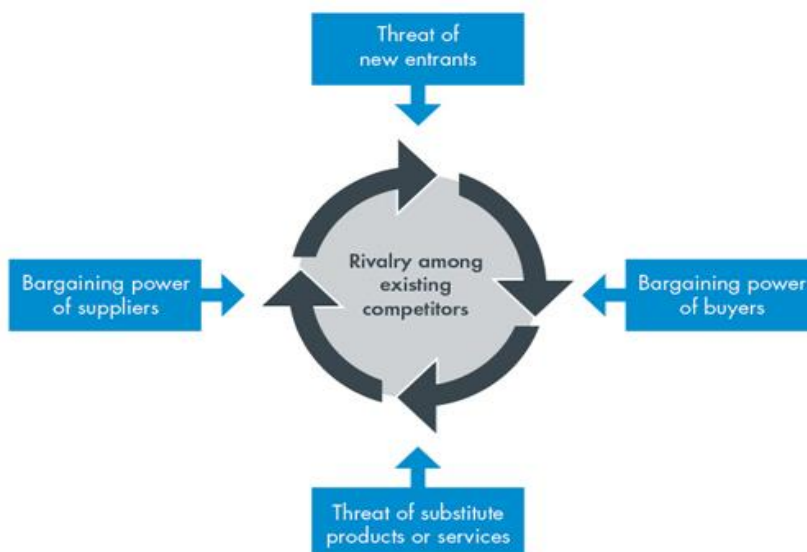 Threat of
new entrants
Bargaining power
of suppliers
Rivalry among
existing
competitors
Bargaining power
of buyers
Threat of substitute
products or services